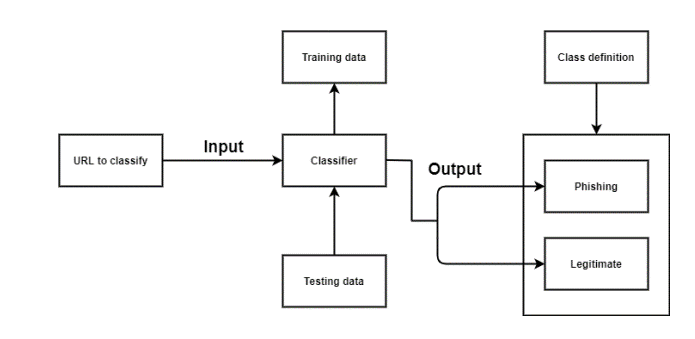 Training data
Class definition
Input
URL to classify
Classifier
Output
Phishing
Legitimate
Testing data